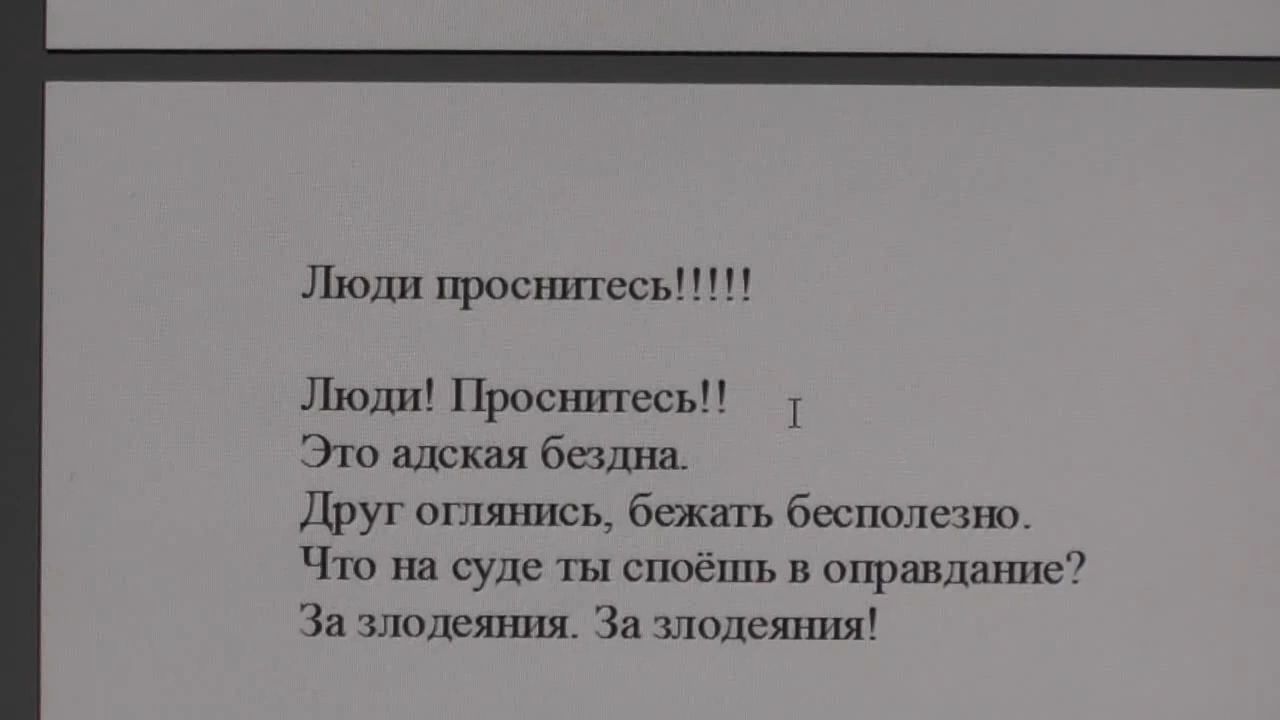 Люди проснитесь!!!!!
Люди! Проснитесь!!
Это адская бездна.
Друг оглянись, бежать бесполезно.
Что на суде ты споёшь в оправдание?
За злодеяния. За злодеяния!